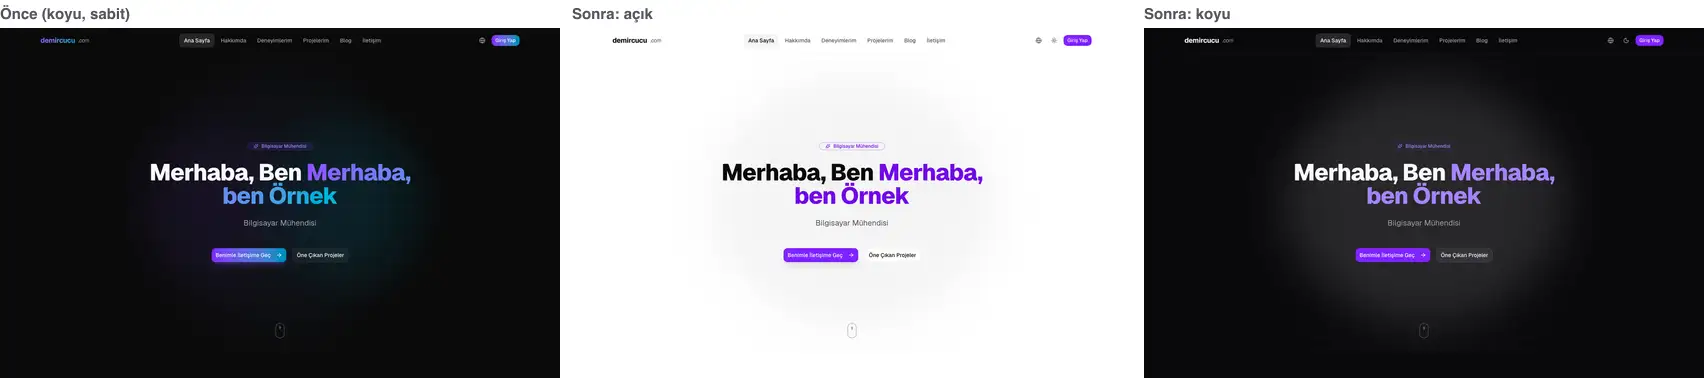 Önce (koyu, sabit)
demircucu .com
Ana Sayfa Hakkımda Deneyimlerim Projelerim Blog İletişim
Giriş Yap
Bilgisayar Mühendisi
Merhaba, Ben Merhaba,
ben Örnek
Bilgisayar Mühendisi
Benimle İletişime Geç → Öne Çıkan Projeler
Sonra: açık
demircucu .com
Ana Sayfa Hakkımda Deneyimlerim Projelerim Blog İletişim
Giriş Yap
Bilgisayar Mühendisi
Merhaba, Ben Merhaba,
ben Örnek
Bilgisayar Mühendisi
Benimle İletişime Geç → Öne Çıkan Projeler
Sonra: koyu
demircucu .com
Ana Sayfa Hakkımda Deneyimlerim Projelerim Blog İletişim
Giriş Yap
Bilgisayar Mühendisi
Merhaba, Ben Merhaba,
ben Örnek
Bilgisayar Mühendisi
Benimle İletişime Geç → Öne Çıkan Projeler